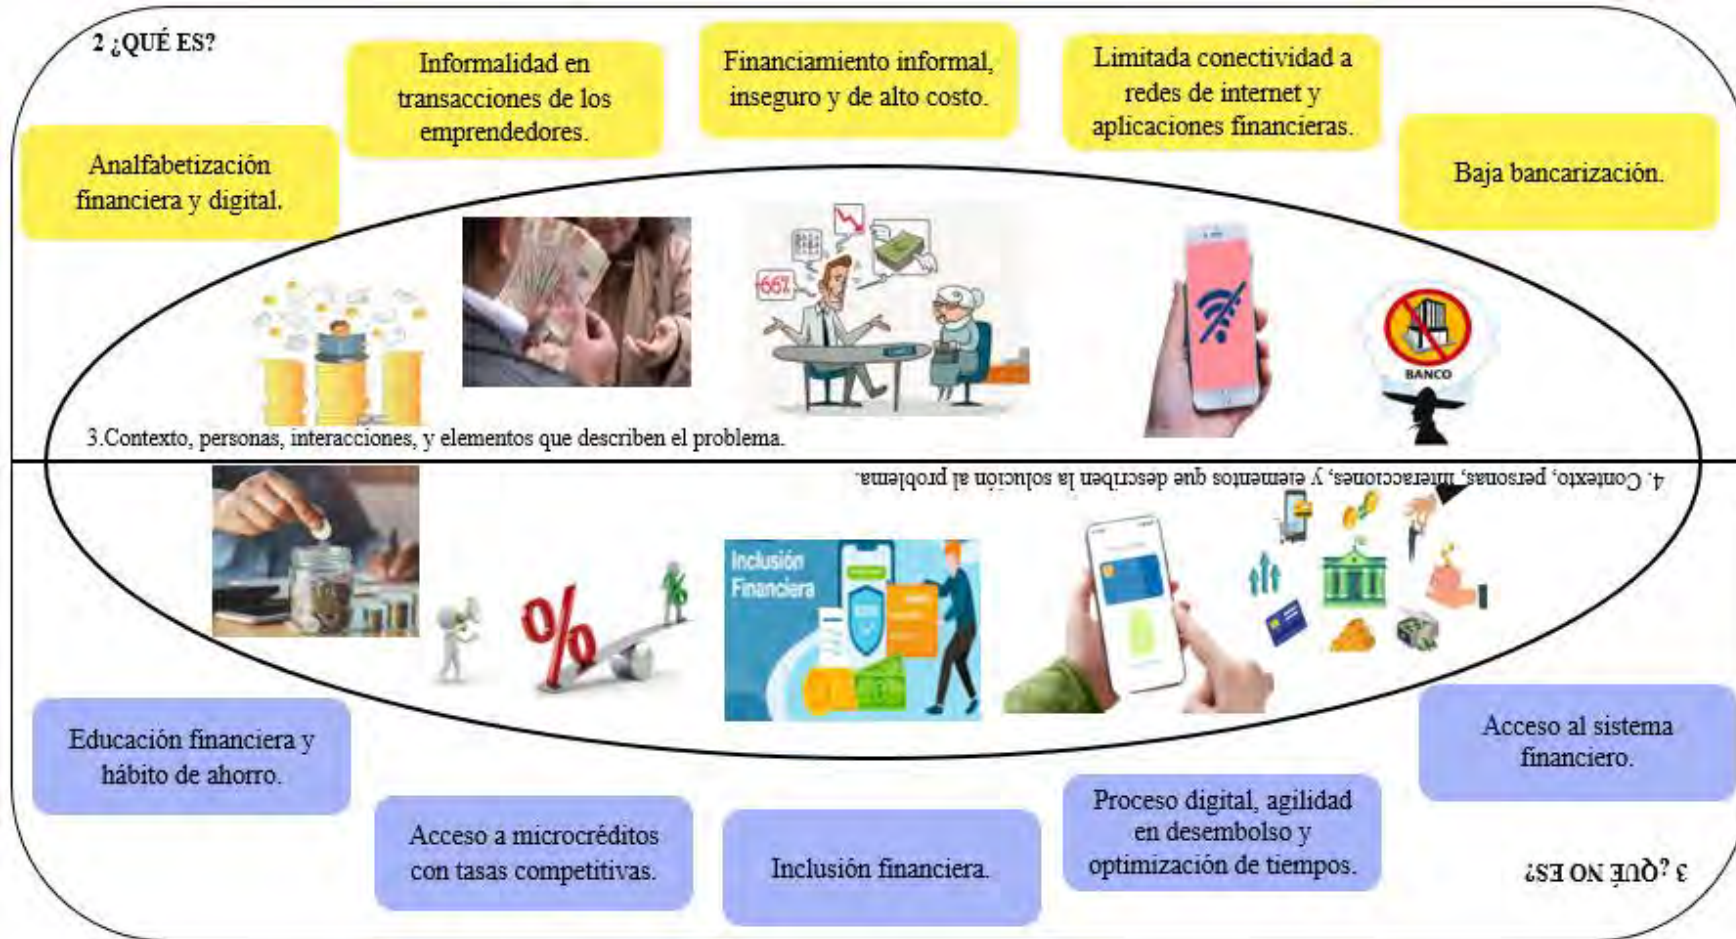 2 ¿QUÉ ES?
Analfabetización
financiera y digital.
Informalidad en
transacciones de los
emprendedores.
Financiamiento informal,
inseguro y de alto costo.
Limitada conectividad a
redes de internet y
aplicaciones financieras.
Baja bancarización.
-66%
BANCO
3.Contexto, personas, interacciones, y elementos que describen el problema.
4. Contexto, personas, interacciones, y elementos que describen la solución al problema.
%
Inclusión
Financiera
Educación financiera y
hábito de ahorro.
Acceso a microcréditos
con tasas competitivas.
Inclusión financiera.
Proceso digital, agilidad
en desembolso y
optimización de tiempos.
Acceso al sistema
financiero.
3 ¿QUÉ NO ES?